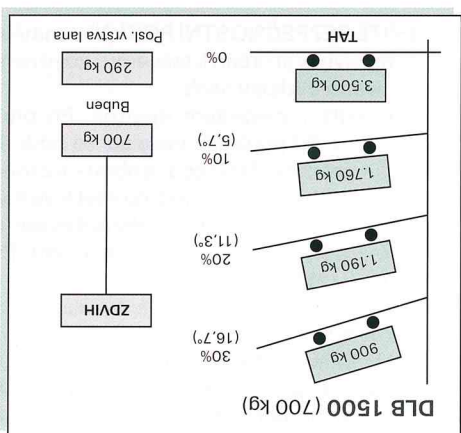 DLB 1500 (700 kg)
900 kg
30%
(16,7°)
1.190 kg
20%
(11,3°)
1.760 kg
10%
(5,7°)
3.500 kg
0%
TAH
ZDVIH
700 kg
Buben
290 kg
Posl. vrstva lana